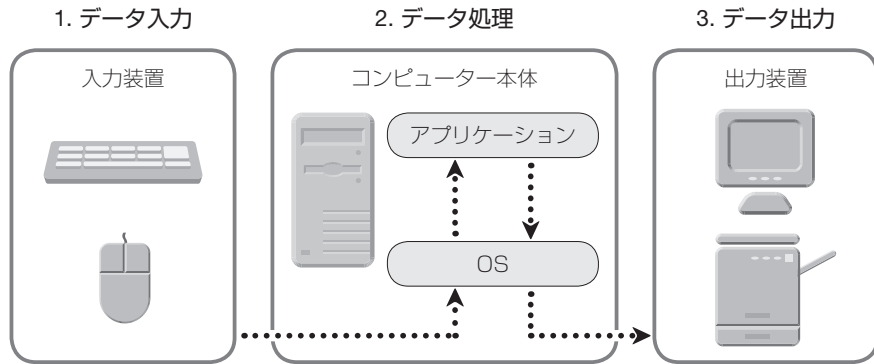 1. データ入力
2. データ処理
3. データ出力
入力装置
コンピューター本体
出力装置
アプリケーション
OS